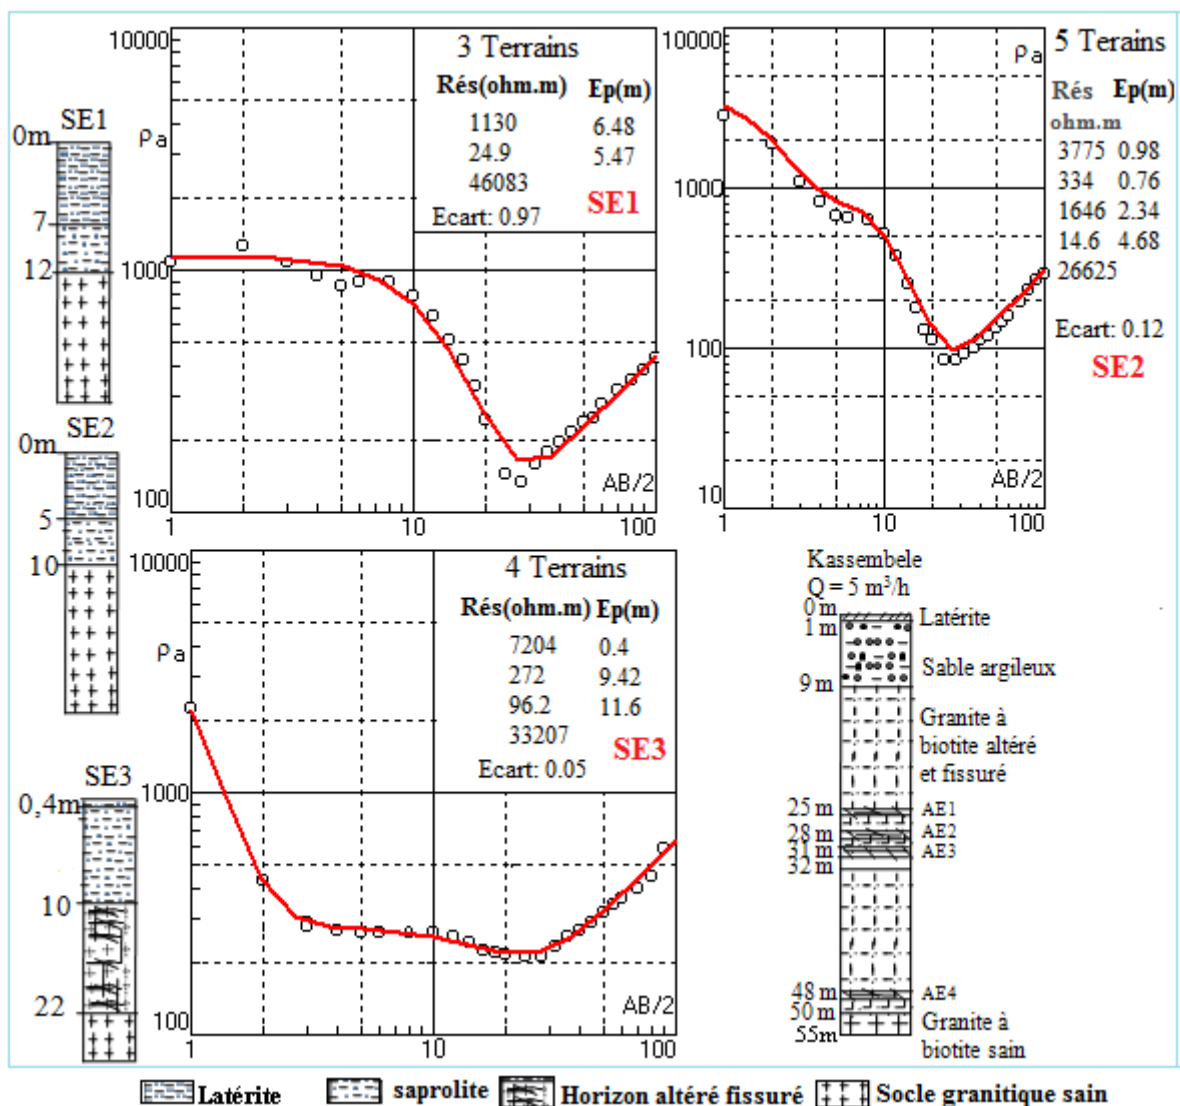 SE1
0m
7
12
10000
ρa
1000
100
1
10
100
AB/2
3 Terrains
Rés(ohm.m) Ep(m)
1130 6.48
24.9 5.47
46083
Ecart: 0.97
SE1
10000
ρa
1000
100
10
1
10
100
AB/2
5 Terains
Rés Ep(m)
ohm.m
3775 0.98
334 0.76
1646 2.34
14.6 4.68
26625
Ecart: 0.12
SE2
SE2
0m
5
10
SE3
0,4m
10
22
10000
ρa
1000
100
1
10
100
AB/2
4 Terrains
Rés(ohm.m) Ep(m)
7204 0.4
272 9.42
96.2 11.6
33207
Ecart: 0.05
SE3
Kassembele
Q = 5 m³/h
0 m
1 m
Latérite
Sable argileux
9 m
Granite à
biotite altéré
et fissuré
25 m AE1
28 m AE2
31 m AE3
32 m
48 m AE4
50 m
55m
Granite à
biotite sain
Latérite saprolite Horizon altéré fissuré Socle granitique sain